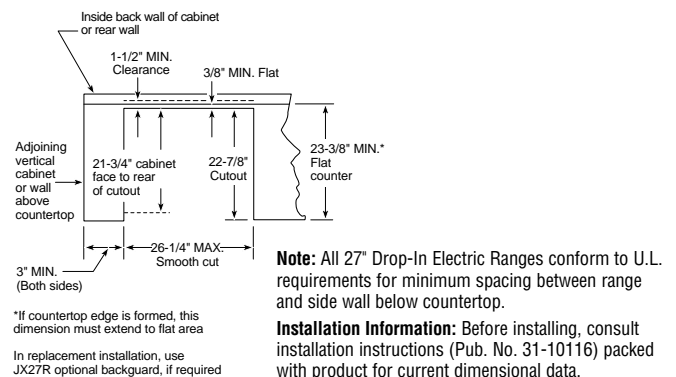 Inside back wall of cabinet
or rear wall
1-1/2" MIN.
Clearance
3/8" MIN. Flat
Adjoining
vertical
cabinet
or wall
above
countertop
21-3/4" cabinet
face to rear
of cutout
22-7/8"
Cutout
23-3/8" MIN.*
Flat
counter
26-1/4" MAX.
Smooth cut
3" MIN.
(Both sides)
*If countertop edge is formed, this
dimension must extend to flat area
In replacement installation, use
JX27R optional backguard, if required
Note: All 27" Drop-In Electric Ranges conform to U.L.
requirements for minimum spacing between range
and side wall below countertop.
Installation Information: Before installing, consult
installation instructions (Pub. No. 31-10116) packed
with product for current dimensional data.